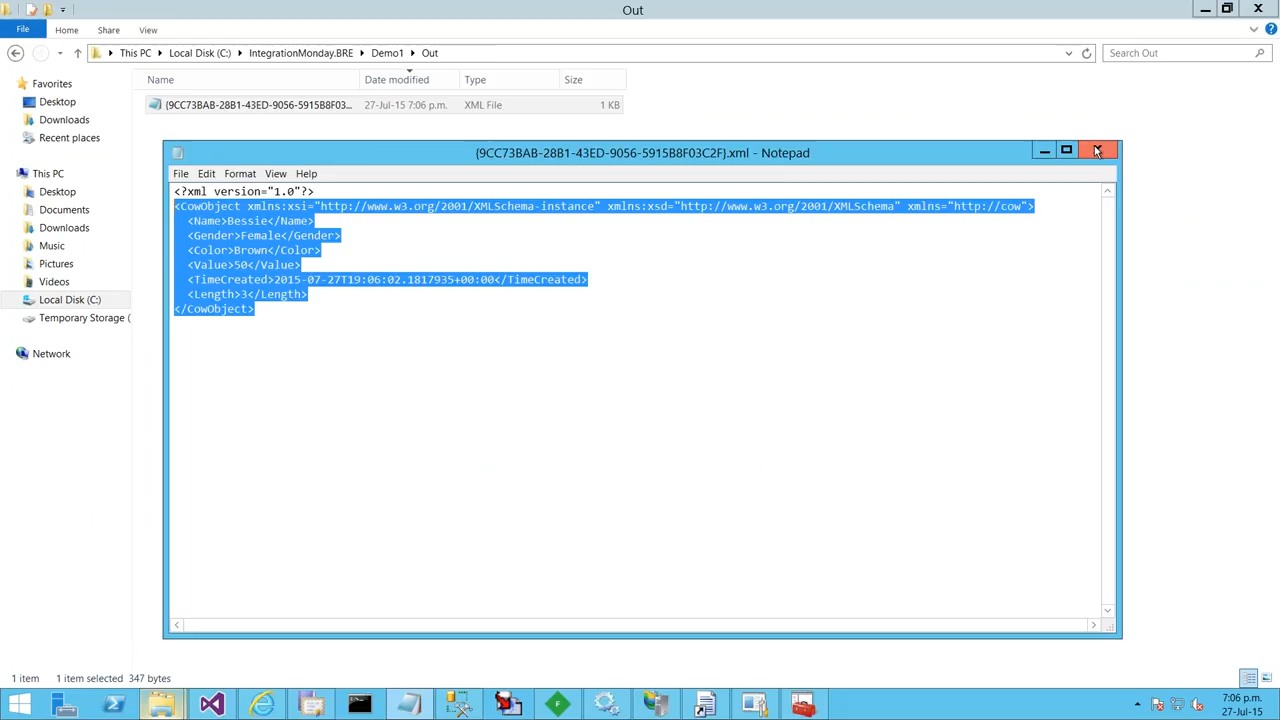 Out
File Home Share View
This PC Local Disk (C:) IntegrationMonday.BRE Demo1 Out
Search Out
Name Date modified Type Size
{9CC73BAB-28B1-43ED-9056-5915B8F03... 27-Jul-15 7:06 p.m. XML File 1 KB
Favorites
Desktop
Downloads
Recent places
This PC
Desktop
Documents
Downloads
Music
Pictures
Videos
Local Disk (C:)
Temporary Storage (
Network
{9CC73BAB-28B1-43ED-9056-5915B8F03C2F}.xml - Notepad
File Edit Format View Help
<?xml version="1.0"?>
<CowObject xmlns:xsi="http://www.w3.org/2001/XMLSchema-instance" xmlns:xsd="http://www.w3.org/2001/XMLSchema" xmlns="http://cow">
<Name>Bessie</Name>
<Gender>Female</Gender>
<Color>Brown</Color>
<Value>50</Value>
<TimeCreated>2015-07-27T19:06:02.1817935+00:00</TimeCreated>
<Length>3</Length>
</CowObject>
1 item 1 item selected 347 bytes
7:06 p.m.
27-Jul-15